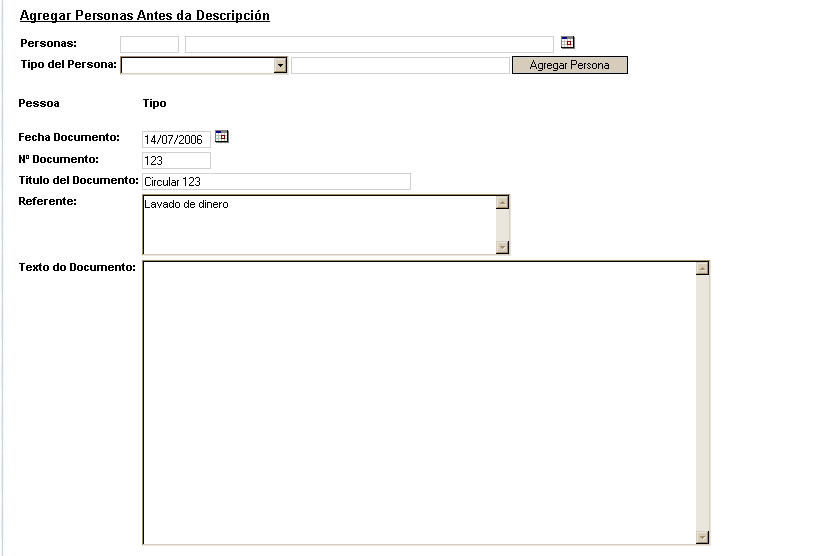 Agregar Personas Antes da Descripción
Personas:
Tipo del Persona: Agregar Persona
Pessoa Tipo
Fecha Documento: 14/07/2006
Nº Documento: 123
Titulo del Documento: Circular 123
Referente: Lavado de dinero
Texto do Documento: